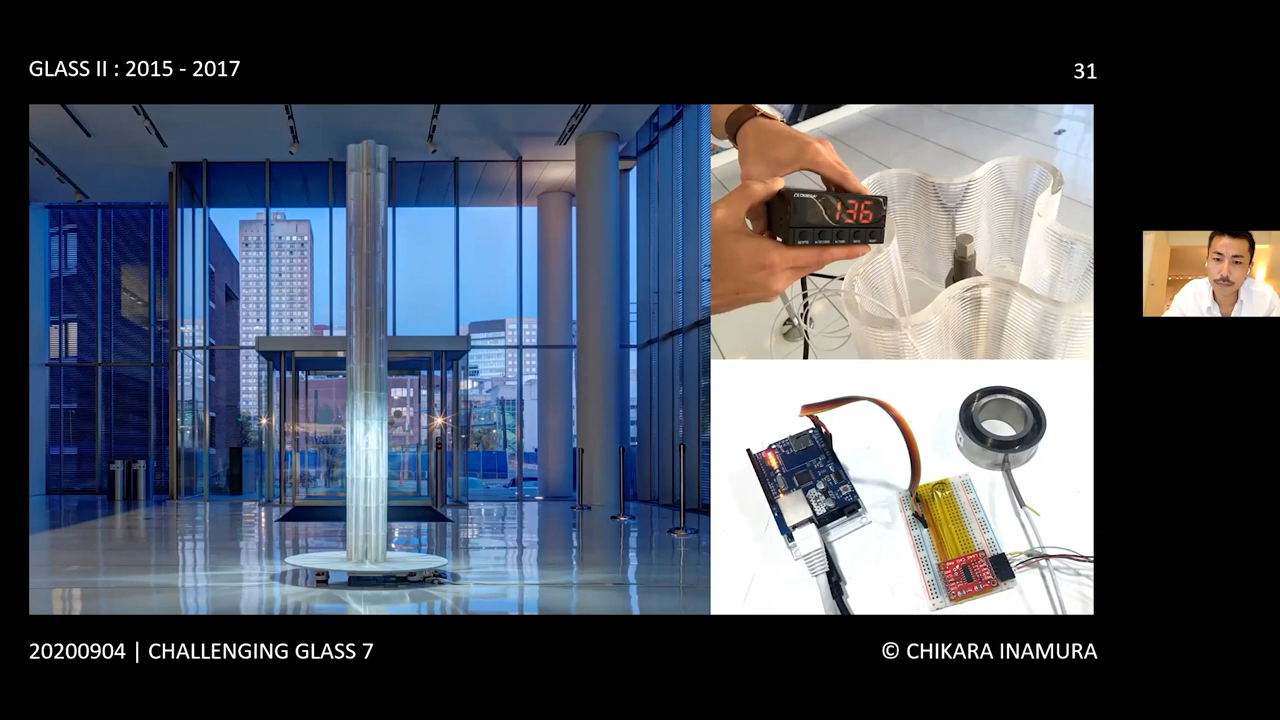 GLASS II : 2015 - 2017
31
136
20200904 | CHALLENGING GLASS 7
© CHIKARA INAMURA